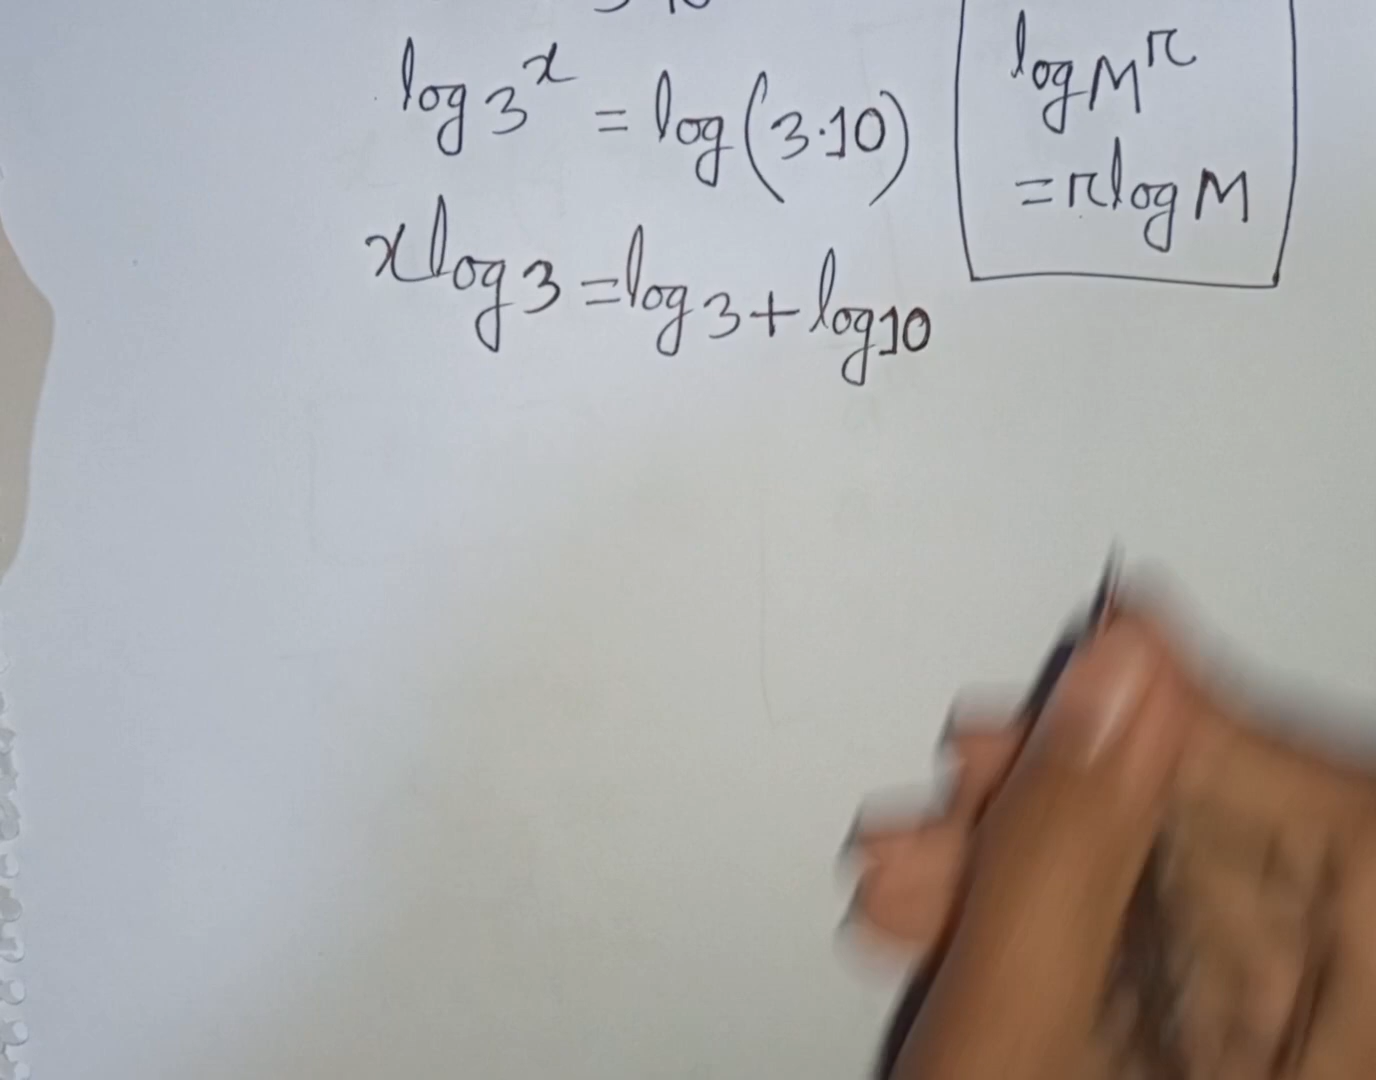 log 3^x = log(3·10)
x log 3 = log 3 + log 10
log M^r
= r log M